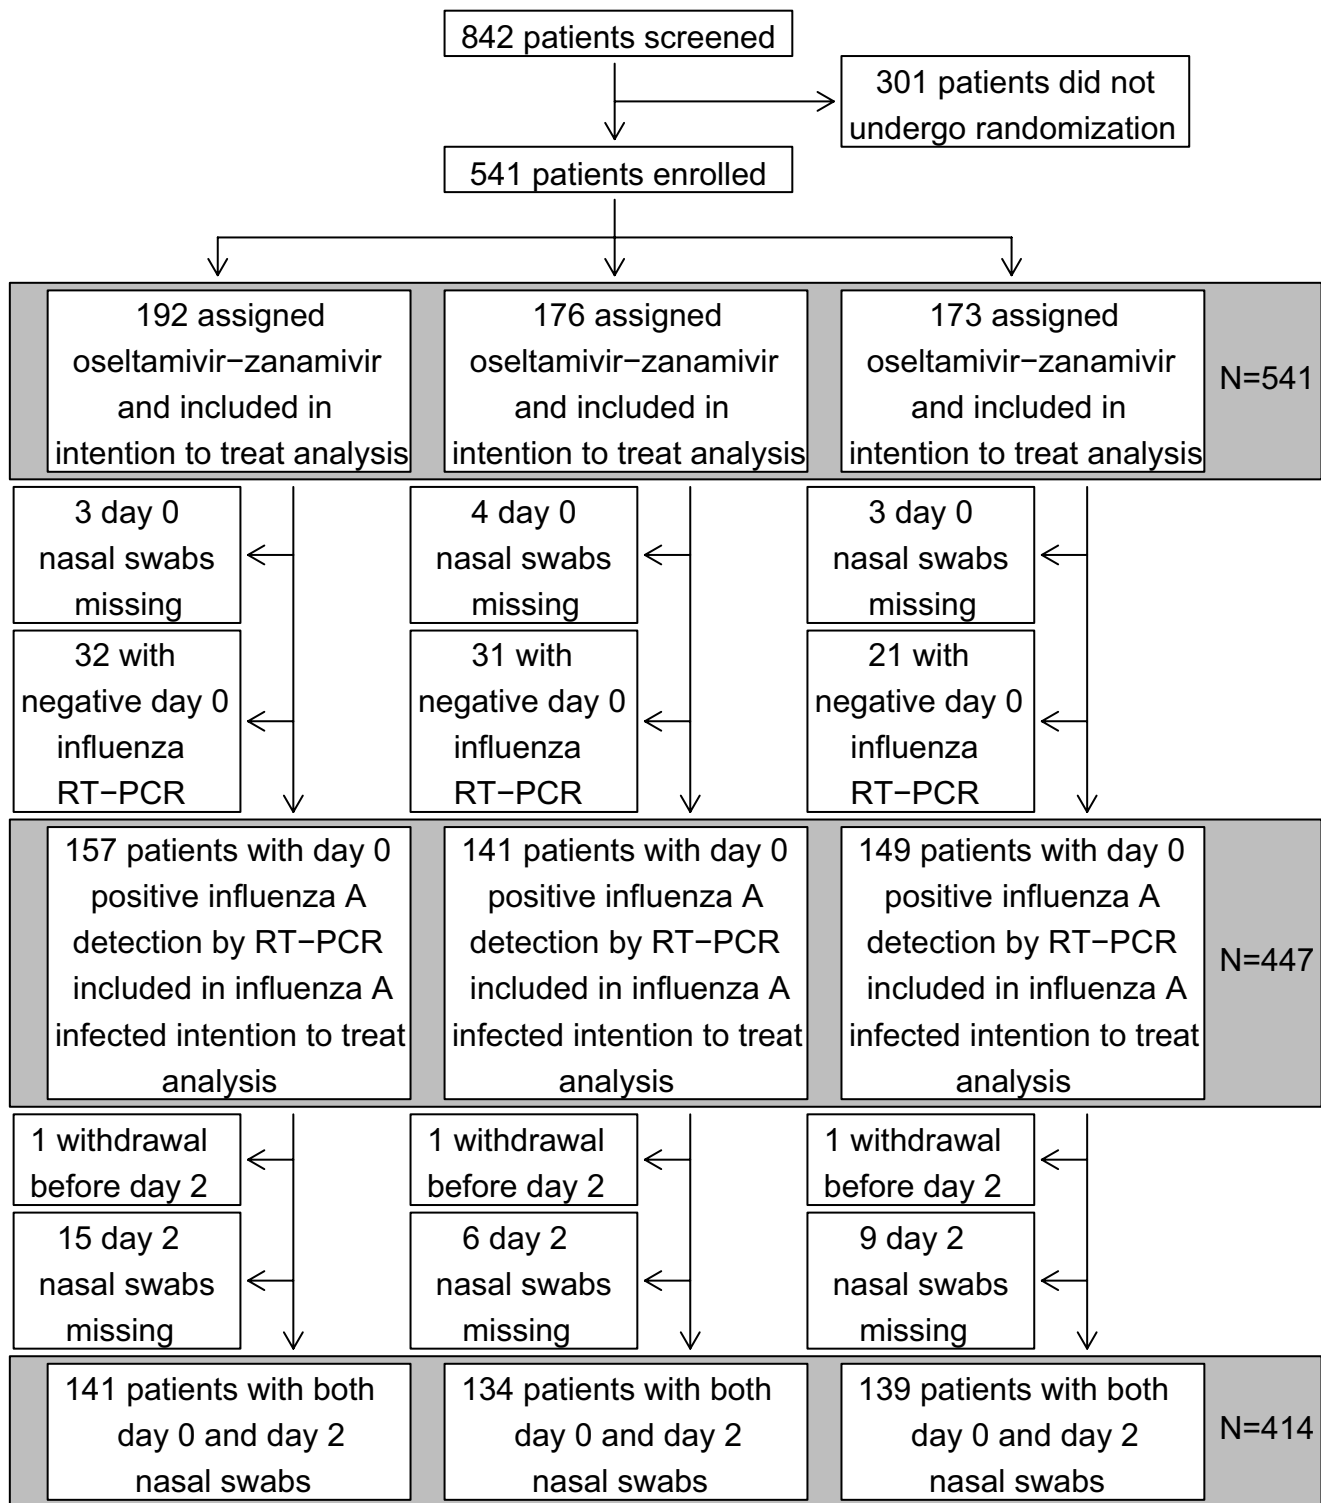 842 patients screened
301 patients did not
undergo randomization
541 patients enrolled
192 assigned
oseltamivir−zanamivir
and included in
intention to treat analysis
176 assigned
oseltamivir−zanamivir
and included in
intention to treat analysis
173 assigned
oseltamivir−zanamivir
and included in
intention to treat analysis
N=541
3 day 0
nasal swabs
missing
4 day 0
nasal swabs
missing
3 day 0
nasal swabs
missing
32 with
negative day 0
influenza
RT−PCR
31 with
negative day 0
influenza
RT−PCR
21 with
negative day 0
influenza
RT−PCR
157 patients with day 0
positive influenza A
detection by RT−PCR
included in influenza A
infected intention to treat
analysis
141 patients with day 0
positive influenza A
detection by RT−PCR
included in influenza A
infected intention to treat
analysis
149 patients with day 0
positive influenza A
detection by RT−PCR
included in influenza A
infected intention to treat
analysis
N=447
1 withdrawal
before day 2
1 withdrawal
before day 2
1 withdrawal
before day 2
15 day 2
nasal swabs
missing
6 day 2
nasal swabs
missing
9 day 2
nasal swabs
missing
141 patients with both
day 0 and day 2
nasal swabs
134 patients with both
day 0 and day 2
nasal swabs
139 patients with both
day 0 and day 2
nasal swabs
N=414